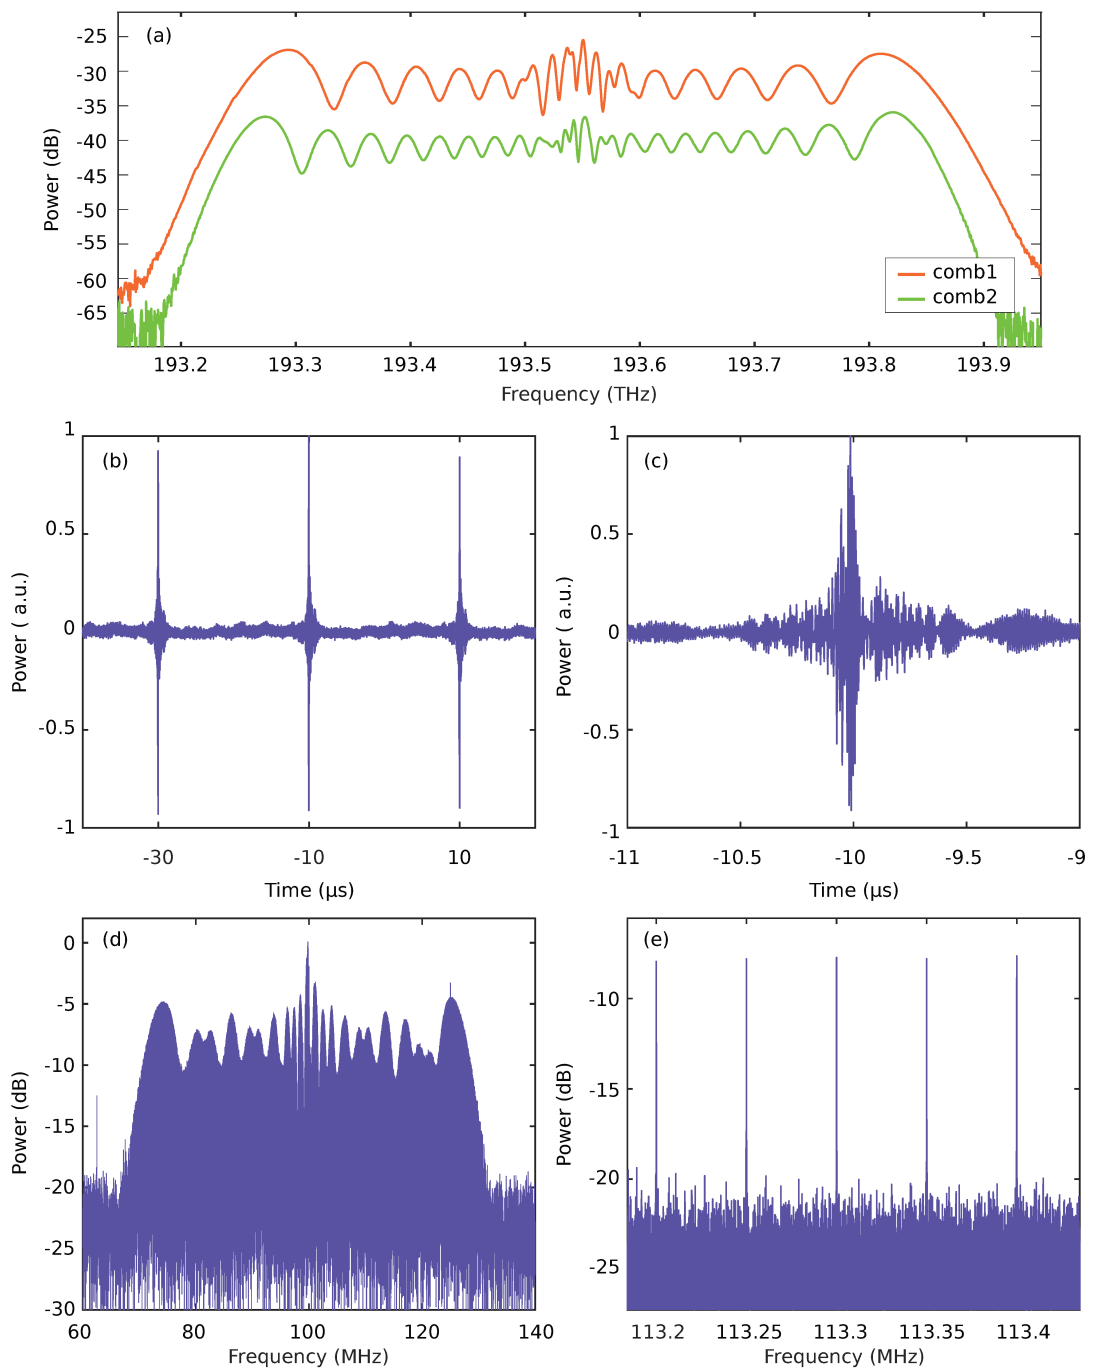 (a)
-25
-30
-35
-40
-45
-50
-55
-60
-65
Power (dB)
comb1
comb2
193.2 193.3 193.4 193.5 193.6 193.7 193.8 193.9
Frequency (THz)
(b)
1
0.5
0
-0.5
-1
Power ( a.u.)
-30 -10 10
Time (µs)
(c)
1
0.5
0
-0.5
-1
Power ( a.u.)
-11 -10.5 -10 -9.5 -9
Time (µs)
(d)
0
-5
-10
-15
-20
-25
-30
Power (dB)
60 80 100 120 140
Frequency (MHz)
(e)
-10
-15
-20
-25
Power (dB)
113.2 113.25 113.3 113.35 113.4
Frequency (MHz)